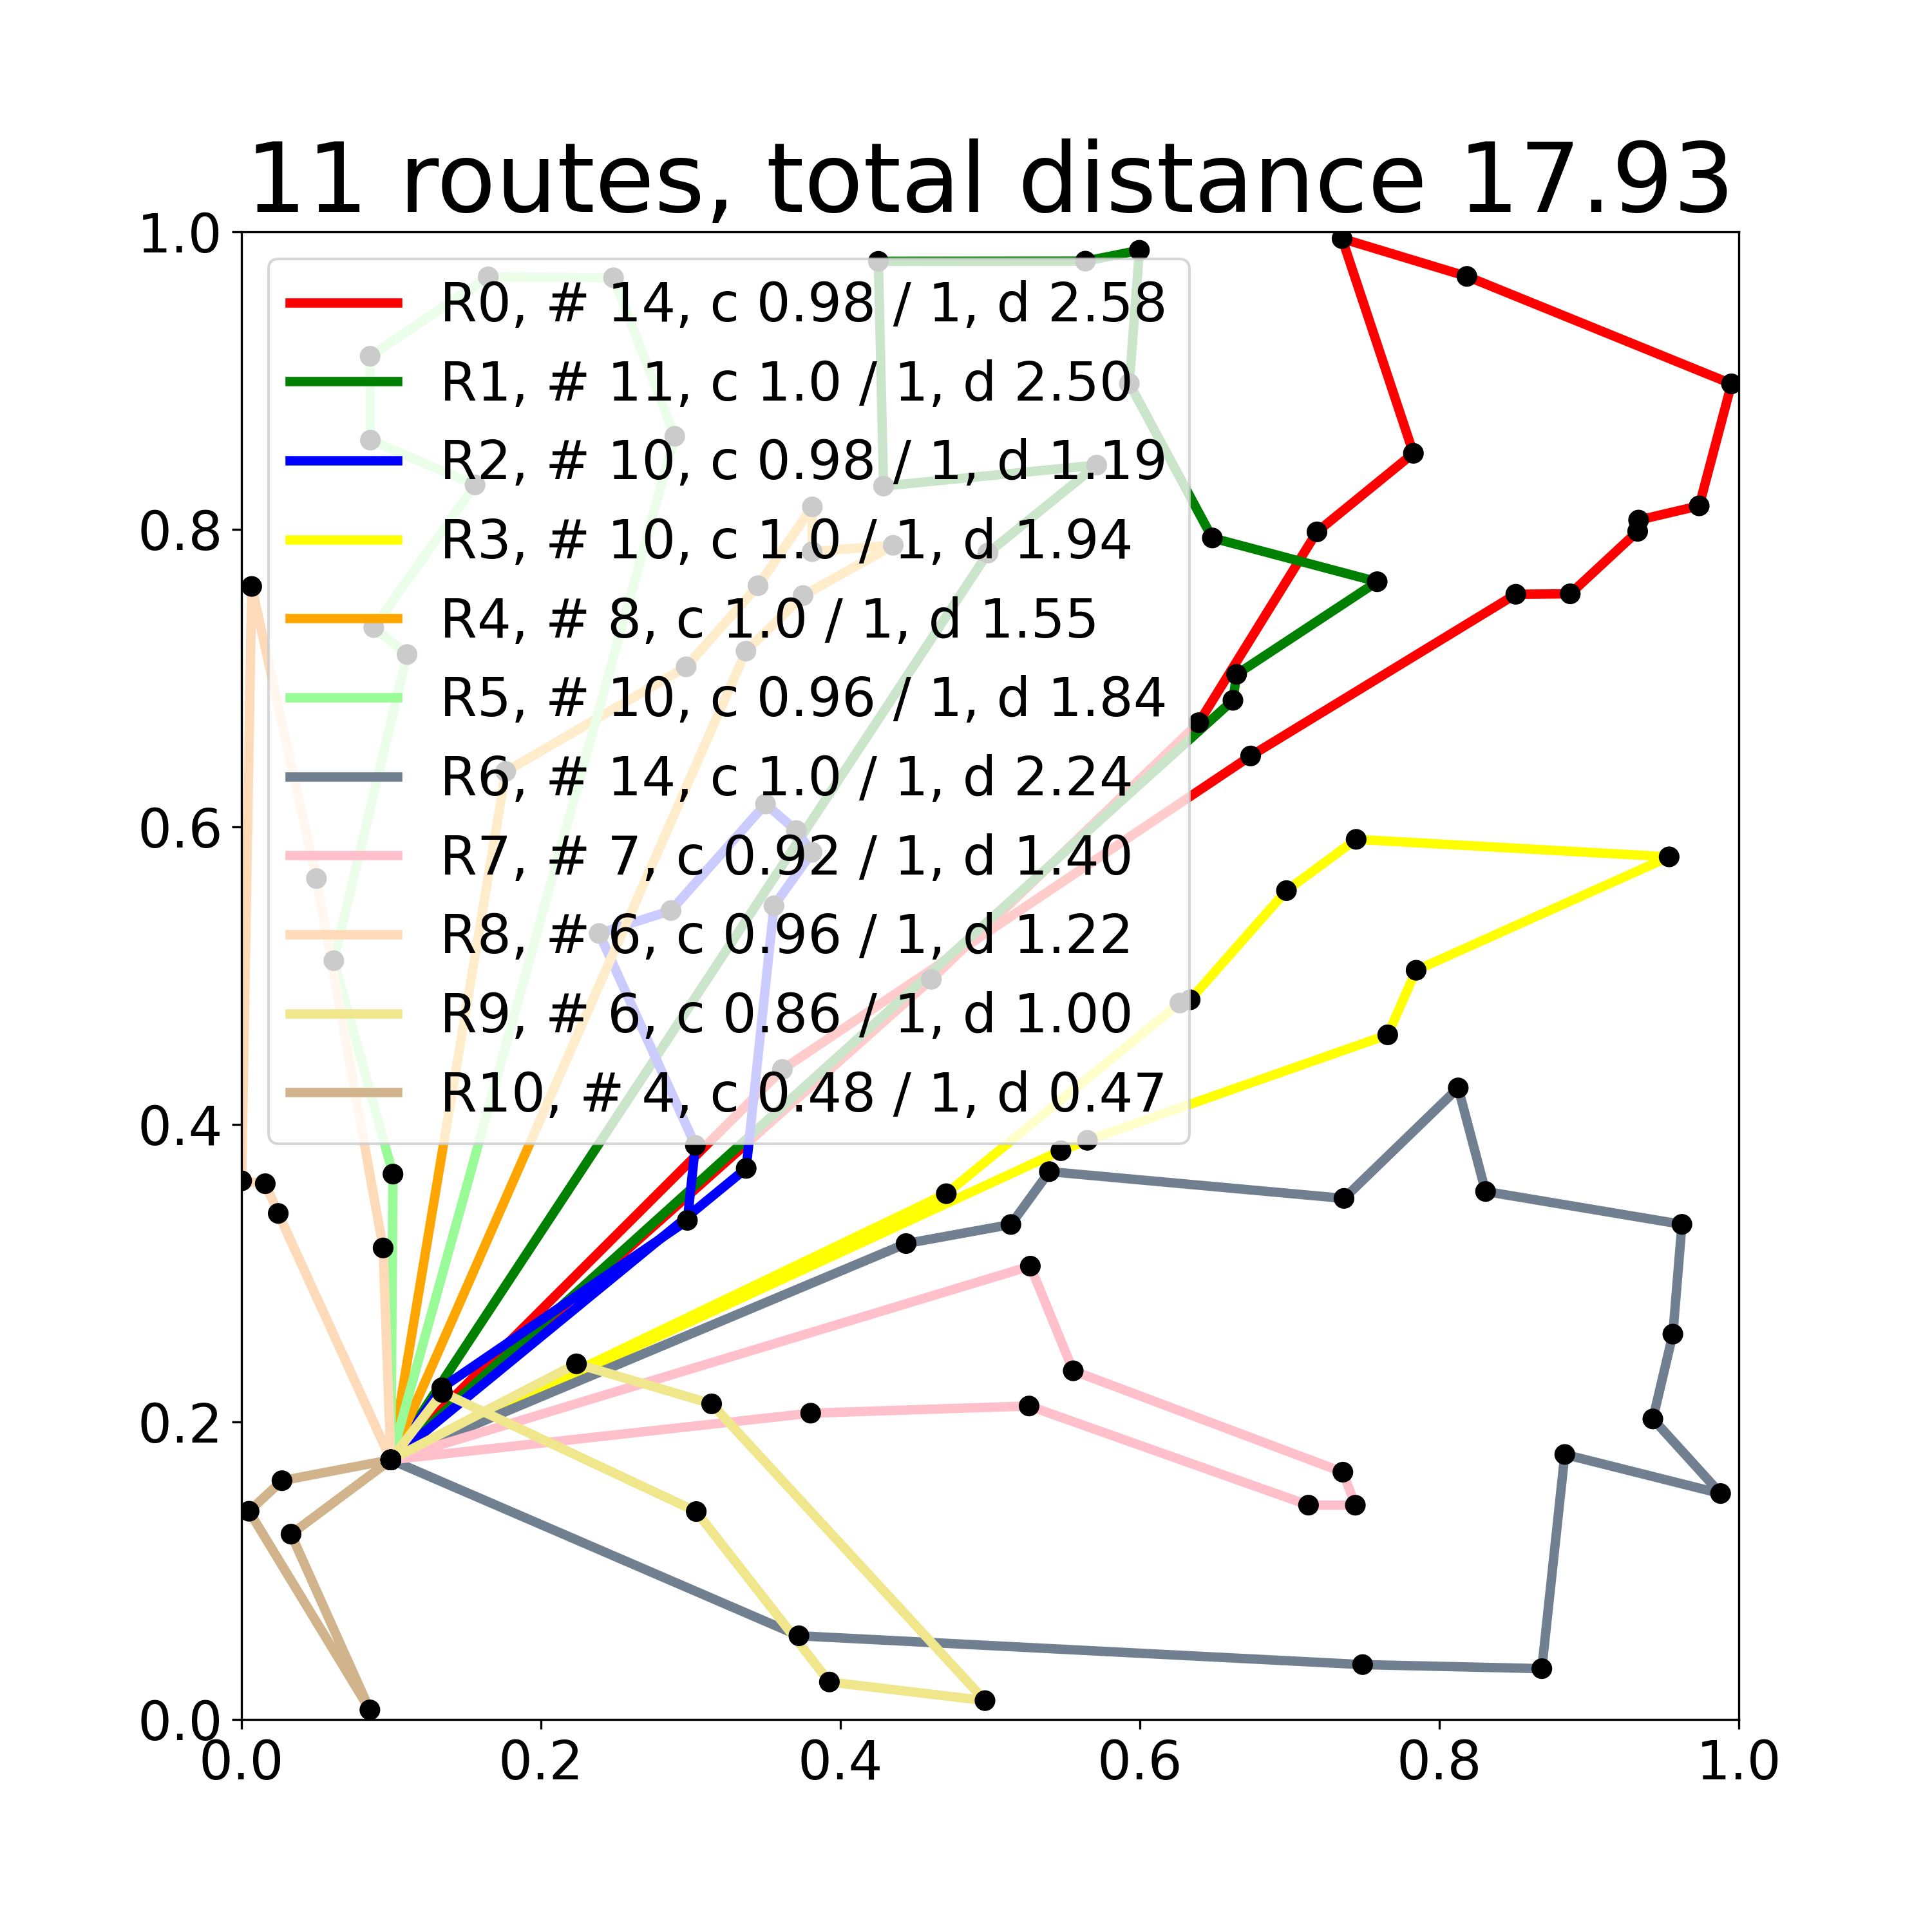 11 routes, total distance 17.93
1.0
0.8
0.6
0.4
0.2
0.0
R0, # 14, c 0.98 / 1, d 2.58
R1, # 11, c 1.0 / 1, d 2.50
R2, # 10, c 0.98 / 1, d 1.19
R3, # 10, c 1.0 / 1, d 1.94
R4, # 8, c 1.0 / 1, d 1.55
R5, # 10, c 0.96 / 1, d 1.84
R6, # 14, c 1.0 / 1, d 2.24
R7, # 7, c 0.92 / 1, d 1.40
R8, # 6, c 0.96 / 1, d 1.22
R9, # 6, c 0.86 / 1, d 1.00
R10, # 4, c 0.48 / 1, d 0.47
0.0 0.2 0.4 0.6 0.8 1.0